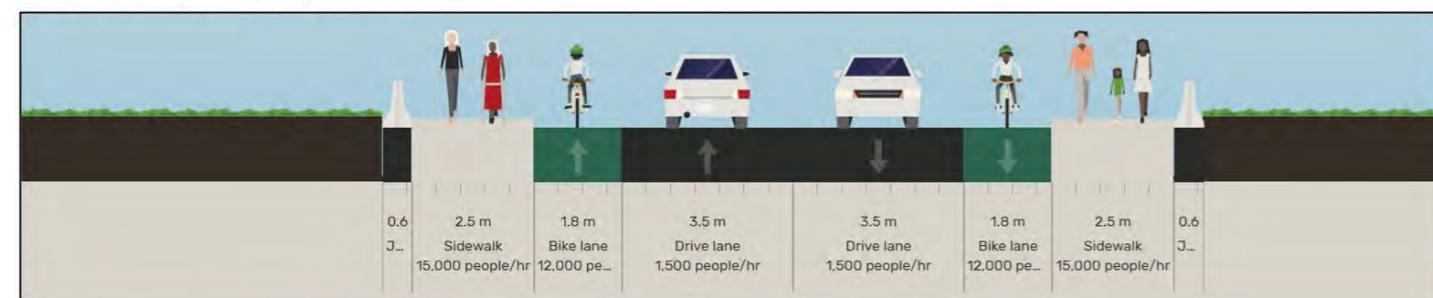 0.6 2.5 m 1.8 m 3.5 m 3.5 m 1.8 m 2.5 m 0.6
J... Sidewalk Bike lane Drive lane Drive lane Bike lane Sidewalk J...
15,000 people/hr 12,000 pe... 1,500 people/hr 1,500 people/hr 12,000 pe... 15,000 people/hr